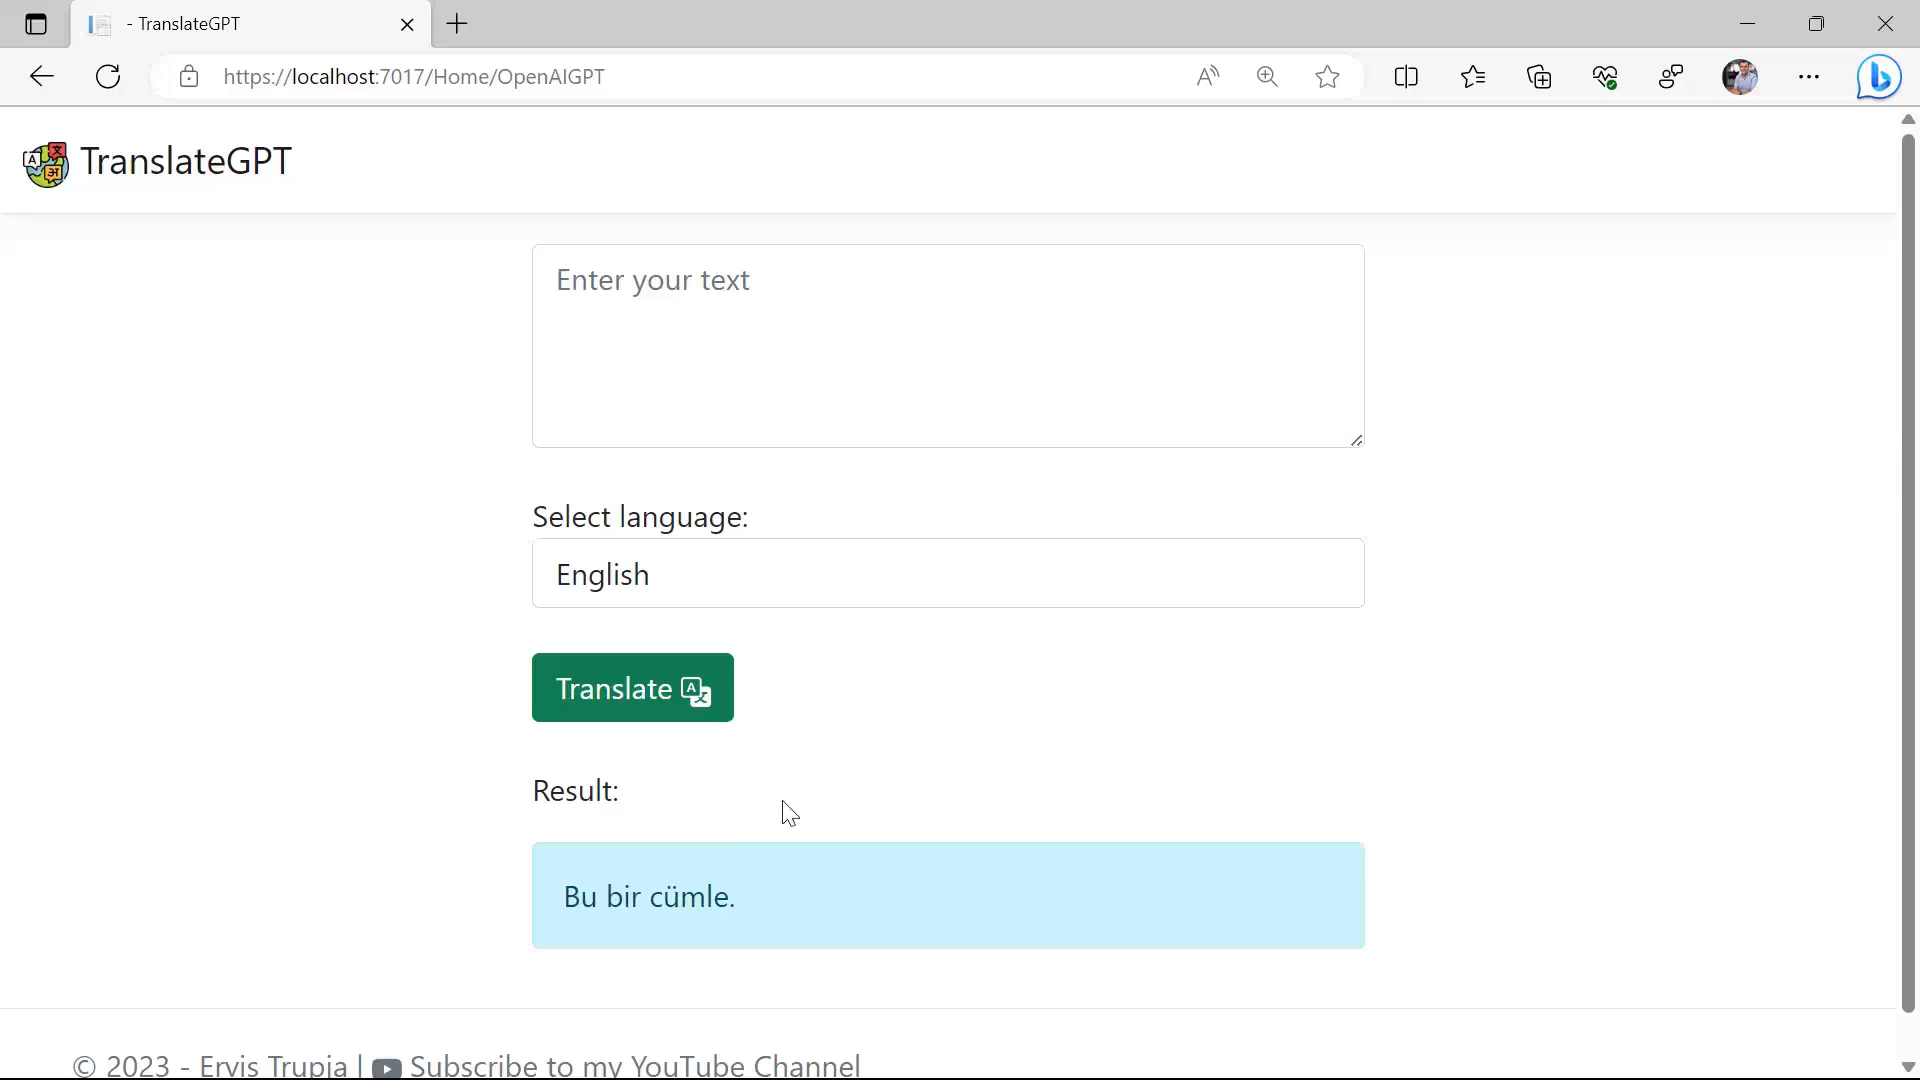 - TranslateGPT
https://localhost:7017/Home/OpenAIGPT
TranslateGPT
Enter your text
Select language:
English
Translate
Result:
Bu bir cümle.
© 2023 - Ervis Trupja | Subscribe to my YouTube Channel